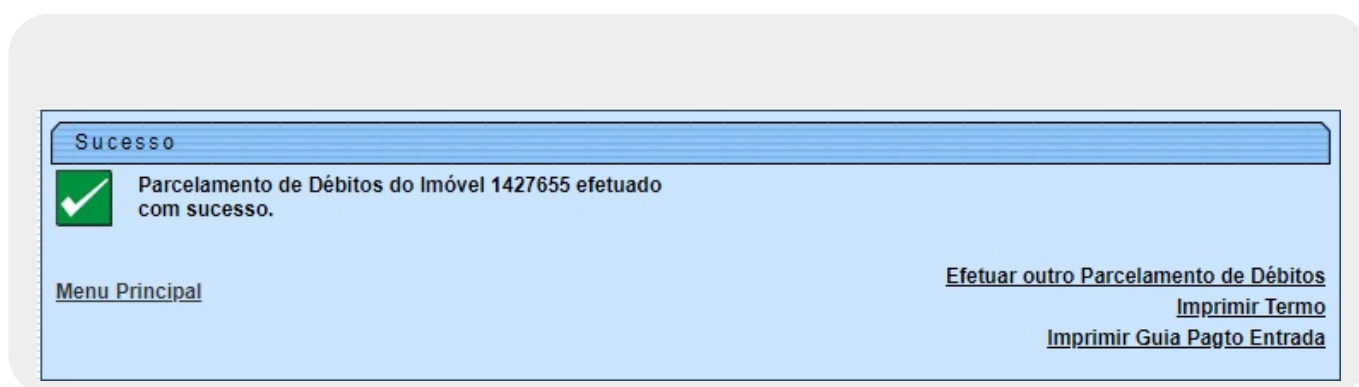 Sucesso
Parcelamento de Débitos do Imóvel 1427655 efetuado
com sucesso.
Menu Principal
Efetuar outro Parcelamento de Débitos
Imprimir Termo
Imprimir Guia Pagto Entrada